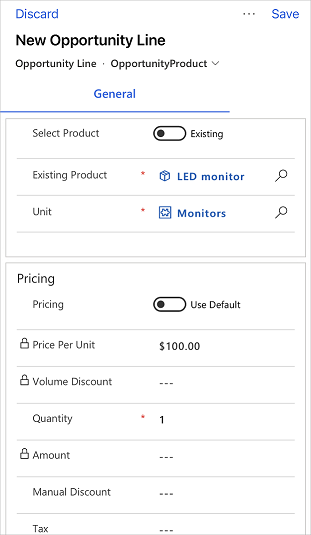 Discard ... Save
New Opportunity Line
Opportunity Line · OpportunityProduct
General
Select Product Existing
Existing Product * LED monitor
Unit * Monitors
Pricing
Pricing Use Default
Price Per Unit $100.00
Volume Discount ---
Quantity * 1
Amount ---
Manual Discount ---
Tax ---